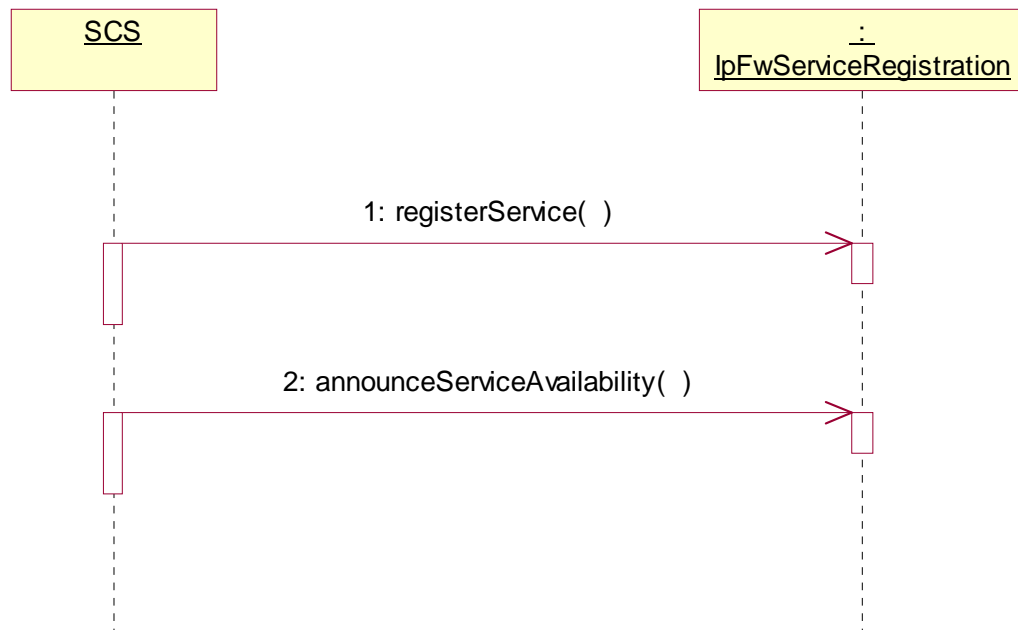 SCS
:
IpFwServiceRegistration
1: registerService( )
2: announceServiceAvailability( )